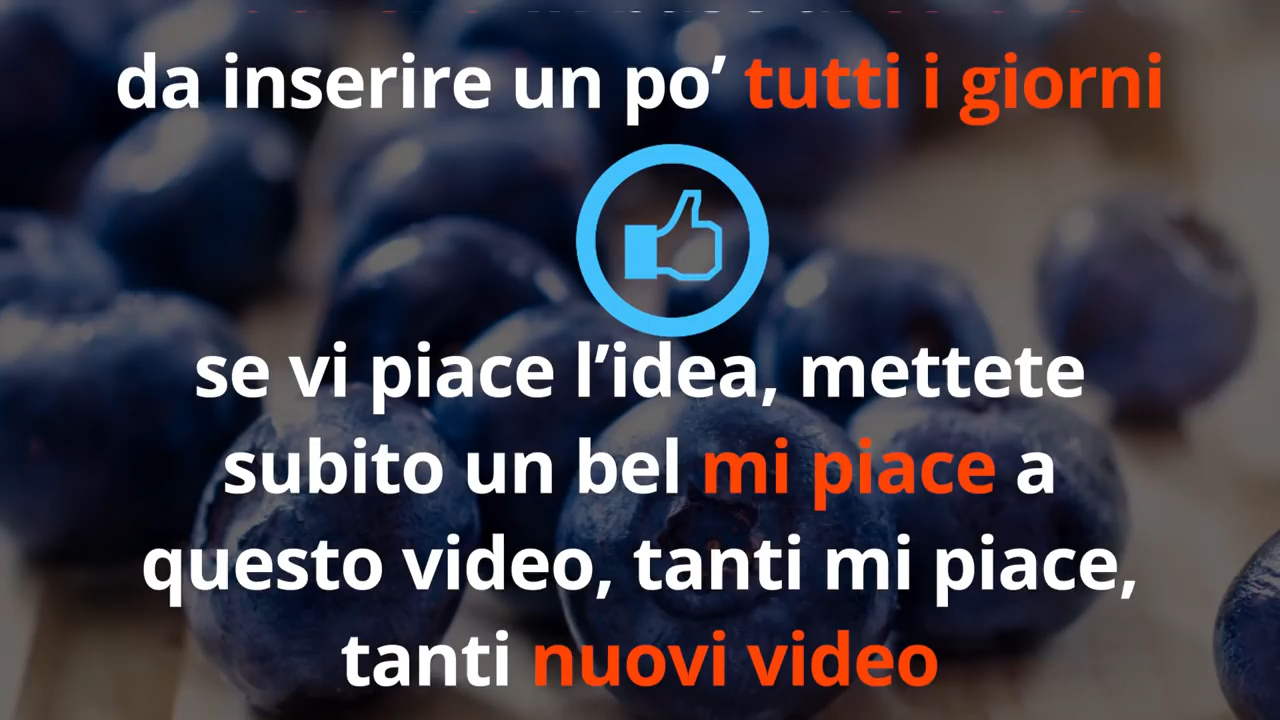 da inserire un po’ tutti i giorni
se vi piace l’idea, mettete
subito un bel mi piace a
questo video, tanti mi piace,
tanti nuovi video